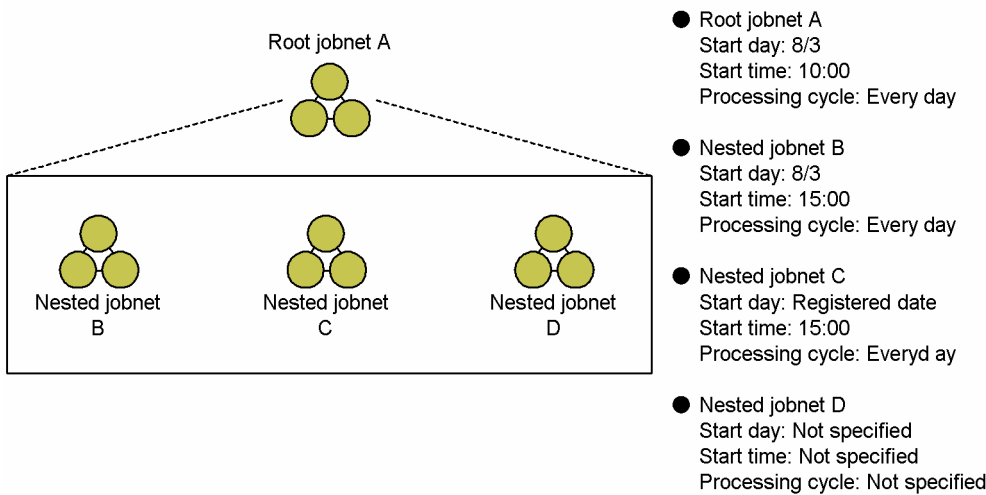 Root jobnet A
Nested jobnet
B
Nested jobnet
C
Nested jobnet
D
Root jobnet A
Start day: 8/3
Start time: 10:00
Processing cycle: Every day
Nested jobnet B
Start day: 8/3
Start time: 15:00
Processing cycle: Every day
Nested jobnet C
Start day: Registered date
Start time: 15:00
Processing cycle: Everyd ay
Nested jobnet D
Start day: Not specified
Start time: Not specified
Processing cycle: Not specified